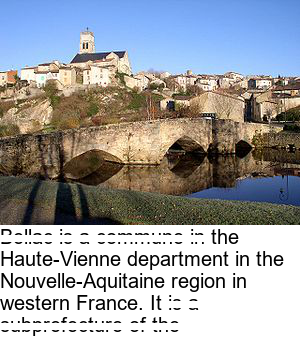 Bellac is a commune in the
Haute-Vienne department in the
Nouvelle-Aquitaine region in
western France. It is a
subprefecture of the